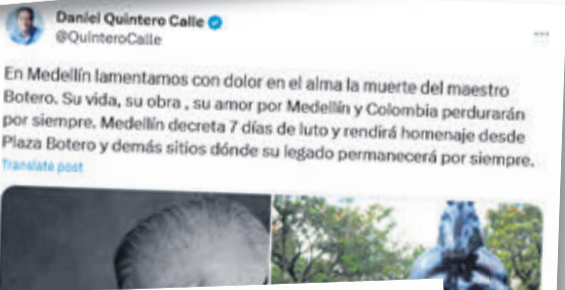 Daniel Quintero Calle
@QuinteroCalle
En Medellín lamentamos con dolor en el alma la muerte del maestro
Botero. Su vida, su obra , su amor por Medellín y Colombia perdurarán
por siempre. Medellín decreta 7 días de luto y rendirá homenaje desde
Plaza Botero y demás sitios dónde su legado permanecerá por siempre.
Translate post